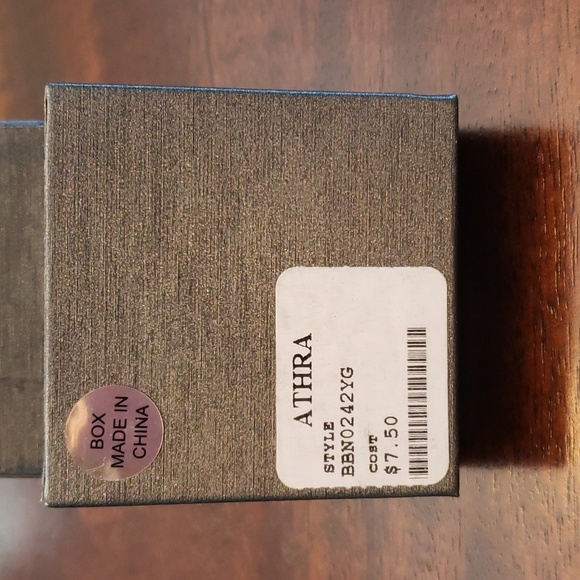 BOX
MADE IN
CHINA
ATHRA
STYLE
BBN0242YG
COST
$7.50